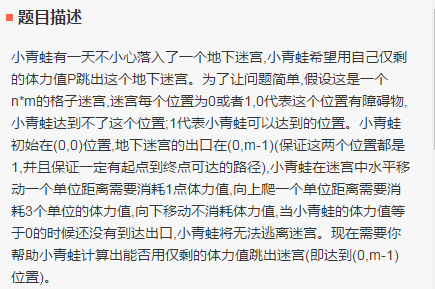 题目描述
小青蛙有一天不小心落入了一个地下迷宫,小青蛙希望用自己仅剩
的体力值P跳出这个地下迷宫。为了让问题简单,假设这是一个
n*m的格子迷宫,迷宫每个位置为0或者1,0代表这个位置有障碍物,
小青蛙达到不了这个位置;1代表小青蛙可以达到的位置。小青蛙
初始在(0,0)位置,地下迷宫的出口在(0,m-1)(保证这两个位置都是
1,并且保证一定有起点到终点可达的路径),小青蛙在迷宫中水平移
动一个单位距离需要消耗1点体力值,向上爬一个单位距离需要消
耗3个单位的体力值,向下移动不消耗体力值,当小青蛙的体力值等
于0的时候还没有到达出口,小青蛙将无法逃离迷宫。现在需要你
帮助小青蛙计算出能否用仅剩的体力值跳出迷宫(即达到(0,m-1)
位置)。